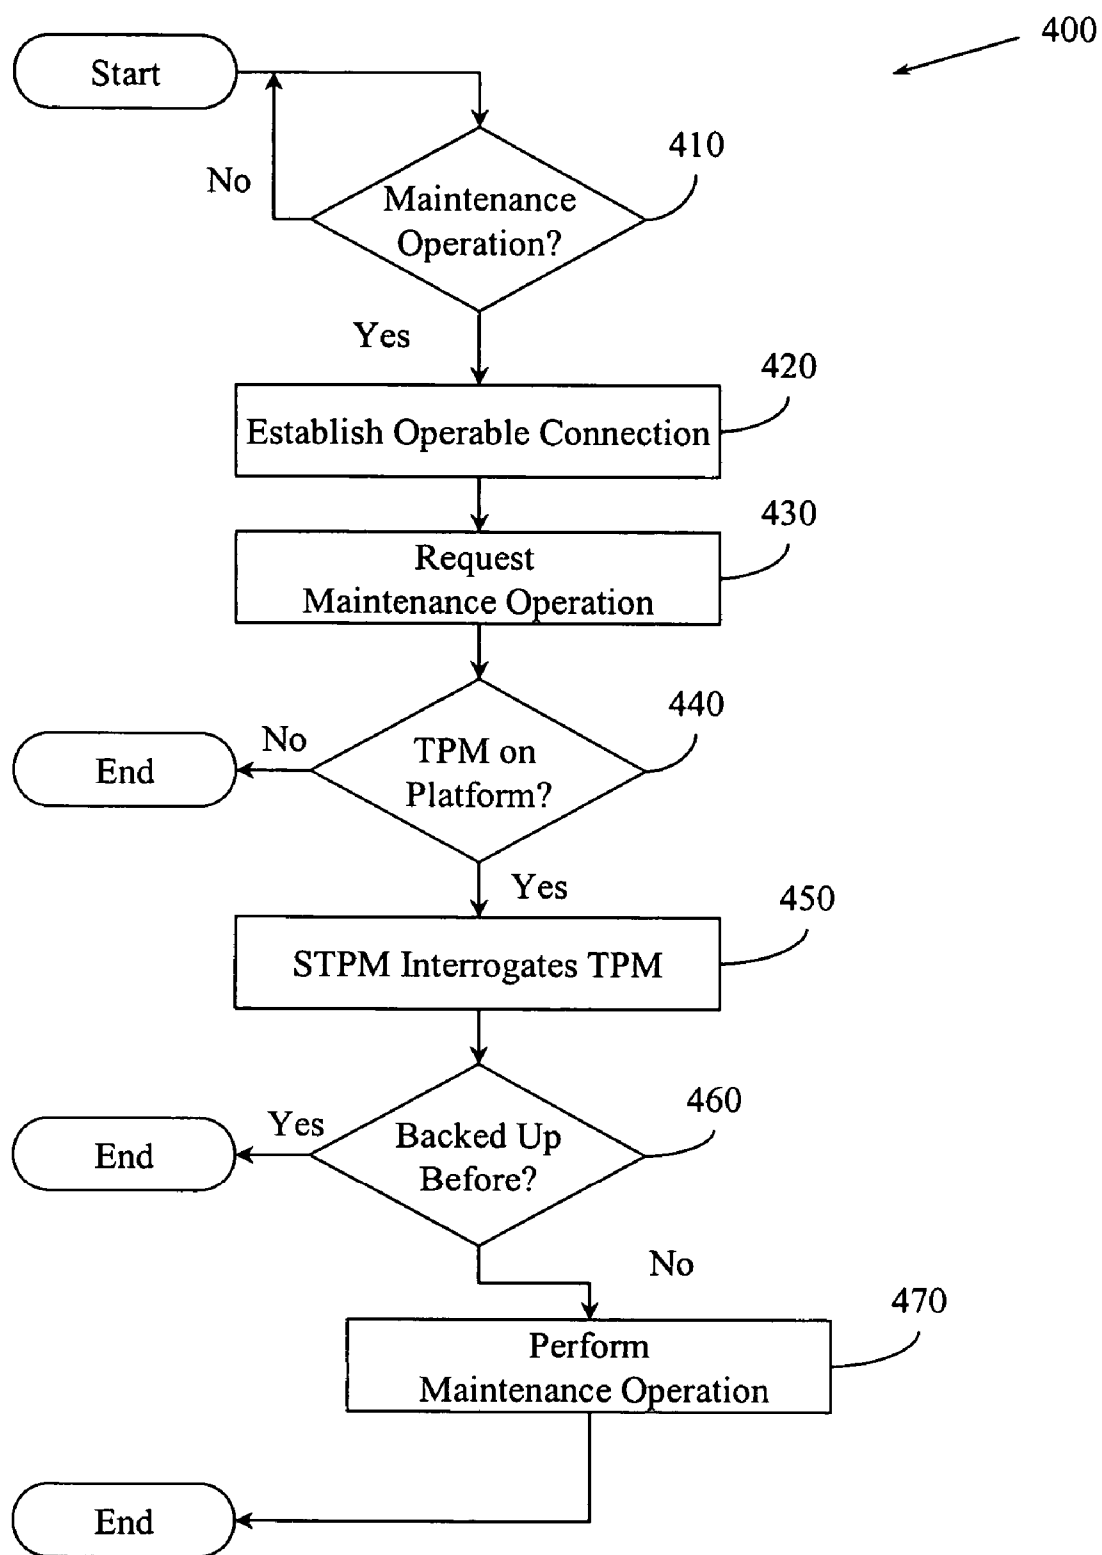 400
Start
410
No
Maintenance
Operation?
Yes
420
Establish Operable Connection
430
Request
Maintenance Operation
440
No
TPM on
Platform?
End
Yes
450
STPM Interrogates TPM
460
Yes
Backed Up
Before?
End
No
470
Perform
Maintenance Operation
End